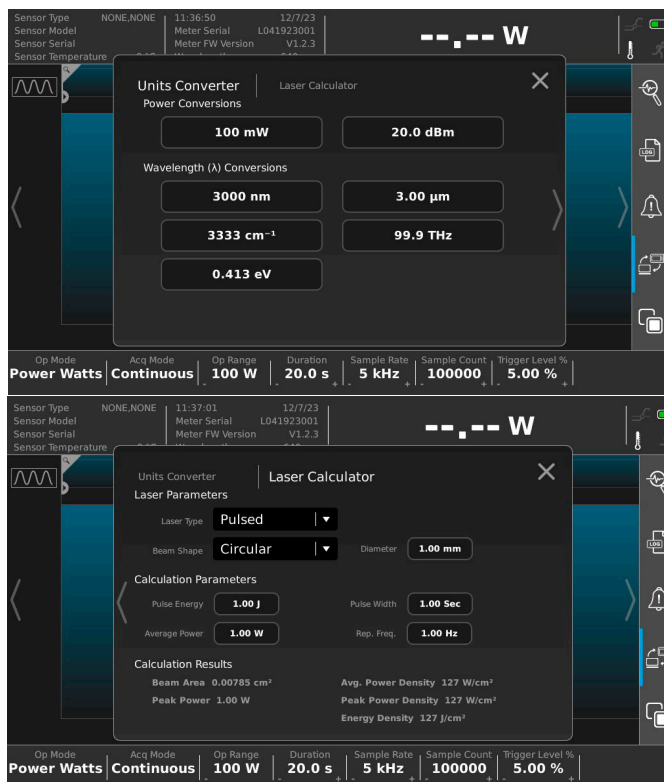 Sensor Type NONE,NONE 11:36:50 12/7/23
Sensor Model Meter Serial L041923001
Sensor Serial Meter FW Version V1.2.3
Sensor Temperature
--.-- W
Units Converter Laser Calculator
Power Conversions
100 mW 20.0 dBm
Wavelength (λ) Conversions
3000 nm 3.00 µm
3333 cm⁻¹ 99.9 THz
0.413 eV
LOG
Op Mode Acq Mode Op Range Duration Sample Rate Sample Count Trigger Level %
Power Watts Continuous - 100 W + - 20.0 s + - 5 kHz + - 100000 + - 5.00 % +
Sensor Type NONE,NONE 11:37:01 12/7/23
Sensor Model Meter Serial L041923001
Sensor Serial Meter FW Version V1.2.3
Sensor Temperature
--.-- W
Units Converter Laser Calculator
Laser Parameters
Laser Type Pulsed
Beam Shape Circular Diameter 1.00 mm
Calculation Parameters
Pulse Energy 1.00 J Pulse Width 1.00 Sec
Average Power 1.00 W Rep. Freq. 1.00 Hz
Calculation Results
Beam Area 0.00785 cm² Avg. Power Density 127 W/cm²
Peak Power 1.00 W Peak Power Density 127 W/cm²
Energy Density 127 J/cm²
LOG
Op Mode Acq Mode Op Range Duration Sample Rate Sample Count Trigger Level %
Power Watts Continuous - 100 W + - 20.0 s + - 5 kHz + - 100000 + - 5.00 % +